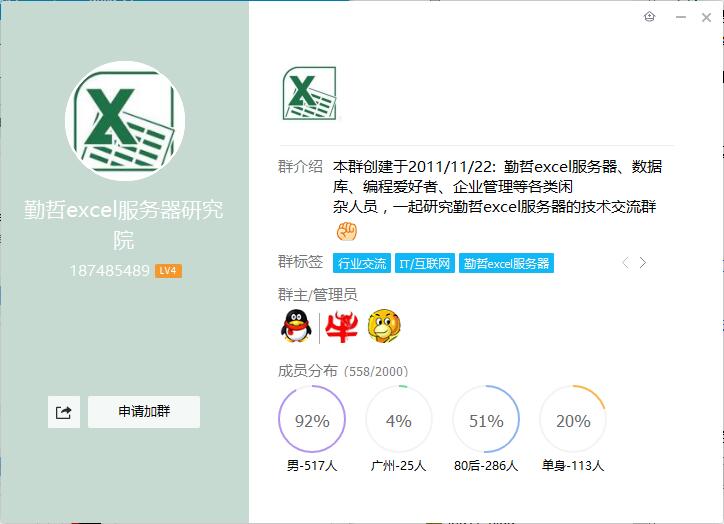 勤哲excel服务器研究
院
187485489 LV4
申请加群
群介绍 本群创建于2011/11/22: 勤哲excel服务器、数据
库、编程爱好者、企业管理等各类闲
杂人员，一起研究勤哲excel服务器的技术交流群
群标签 行业交流 IT/互联网 勤哲excel服务器
群主/管理员
成员分布 (558/2000)
92% 4% 51% 20%
男-517人 广州-25人 80后-286人 单身-113人